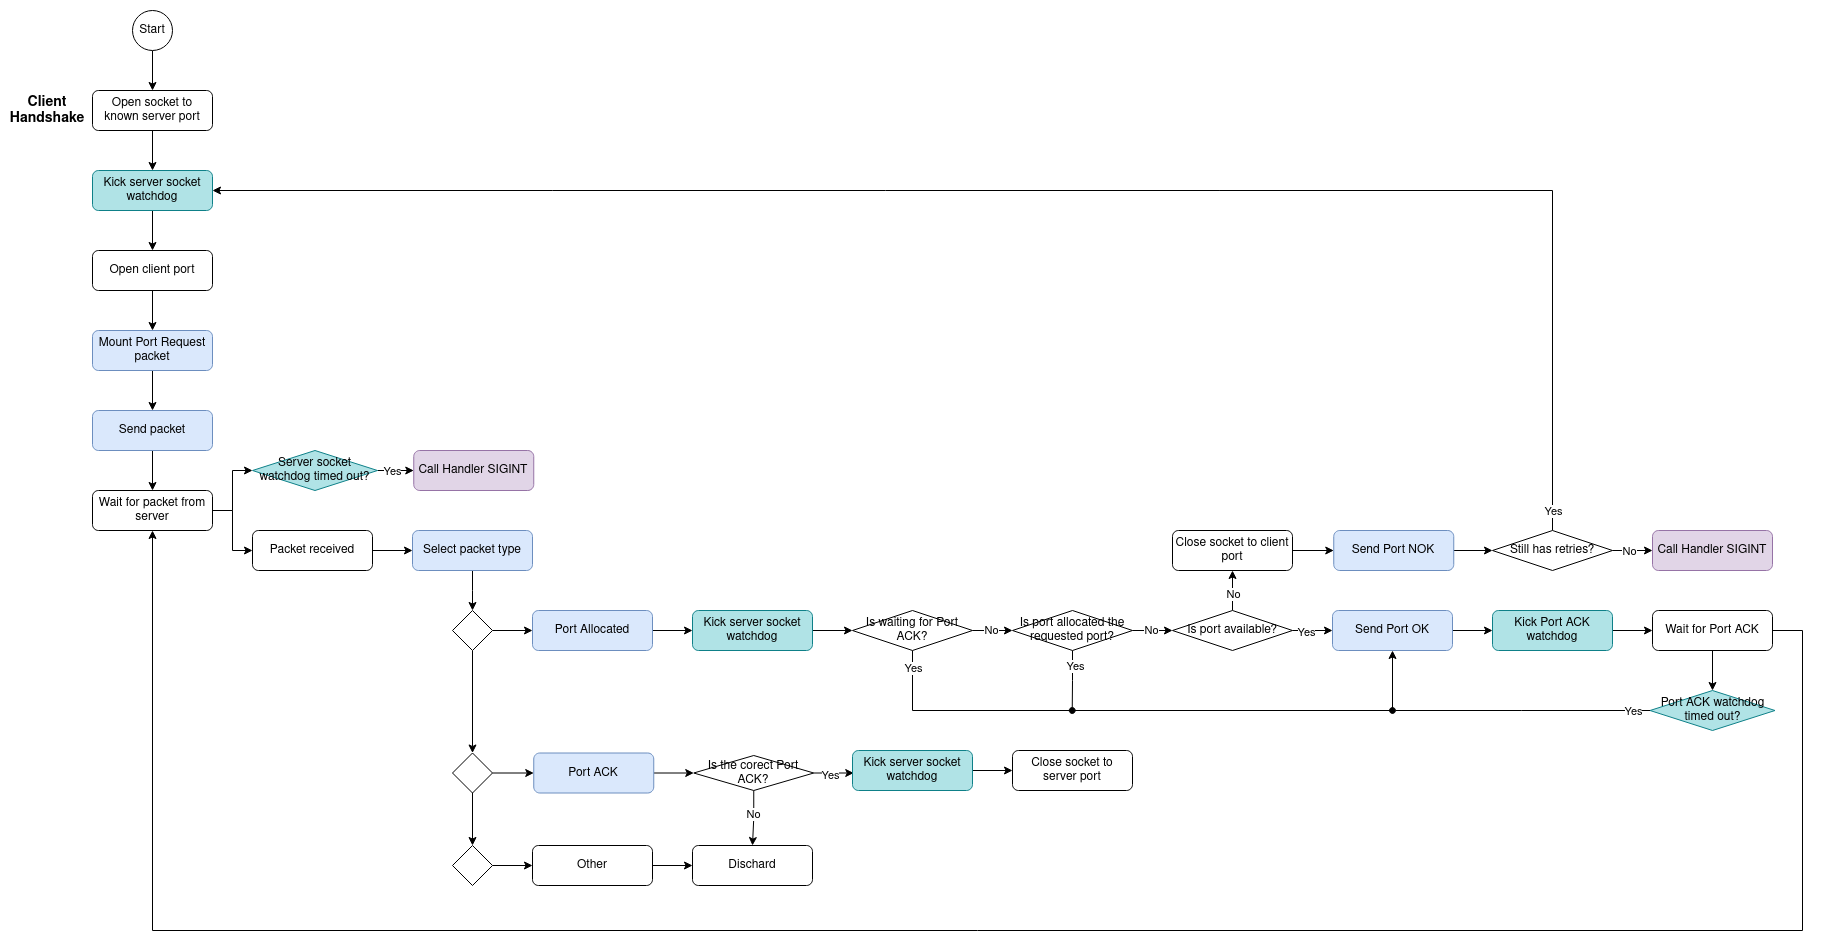 Start
Client
Handshake
Open socket to
known server port
Kick server socket
watchdog
Open client port
Mount Port Request
packet
Send packet
Wait for packet from
server
Server socket
watchdog timed out?
Yes
Call Handler SIGINT
Packet received
Select packet type
Close socket to client
port
Send Port NOK
Yes
Still has retries?
No
Call Handler SIGINT
No
Port Allocated
Kick server socket
watchdog
Is waiting for Port
ACK?
No
Is port allocated the
requested port?
No
Is port available?
Yes
Send Port OK
Kick Port ACK
watchdog
Wait for Port ACK
Yes
Yes
Yes
Port ACK watchdog
timed out?
Port ACK
Is the corect Port
ACK?
Yes
Kick server socket
watchdog
Close socket to
server port
No
Other
Dischard